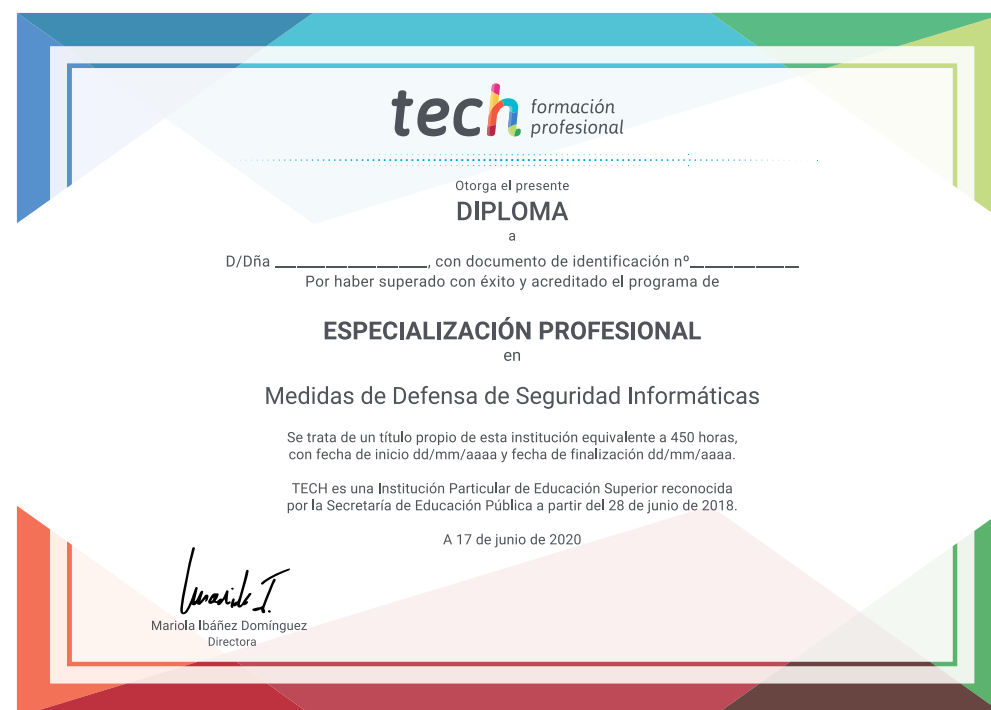 tech formación
profesional
Otorga el presente
DIPLOMA
a
D/Dña ______________, con documento de identificación nº__________
Por haber superado con éxito y acreditado el programa de
ESPECIALIZACIÓN PROFESIONAL
en
Medidas de Defensa de Seguridad Informáticas
Se trata de un título propio de esta institución equivalente a 450 horas,
con fecha de inicio dd/mm/aaaa y fecha de finalización dd/mm/aaaa.
TECH es una Institución Particular de Educación Superior reconocida
por la Secretaría de Educación Pública a partir del 28 de junio de 2018.
A 17 de junio de 2020
Mariola I.
Mariola Ibáñez Domínguez
Directora